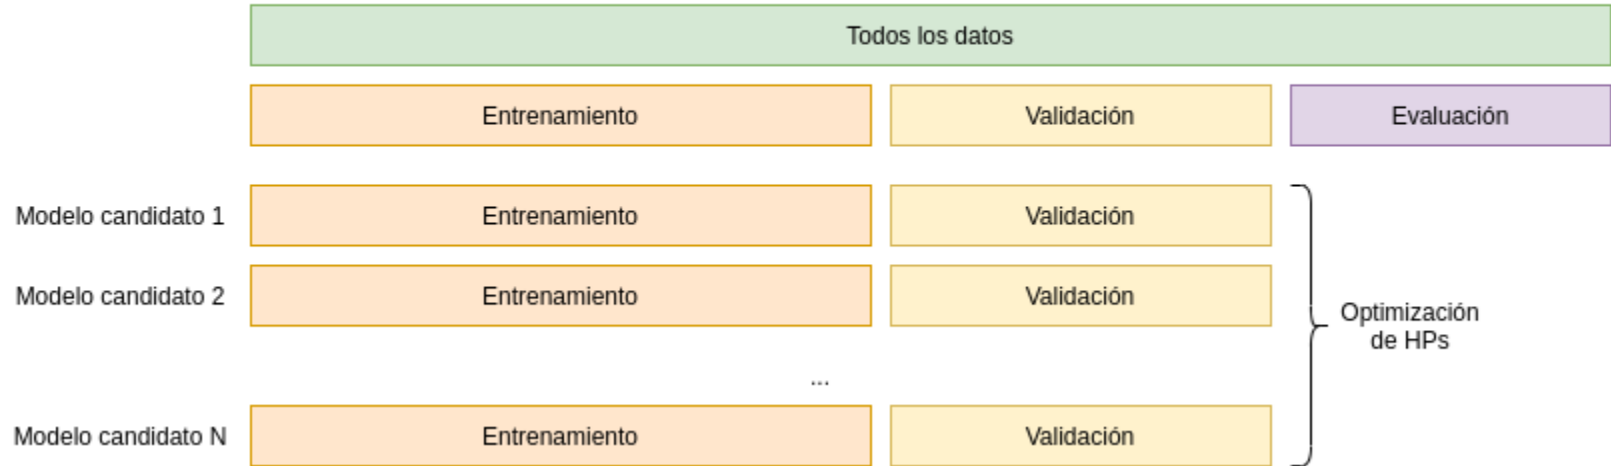 Todos los datos
Entrenamiento Validación Evaluación
Modelo candidato 1 Entrenamiento Validación
Modelo candidato 2 Entrenamiento Validación
Optimización
de HPs
...
Modelo candidato N Entrenamiento Validación